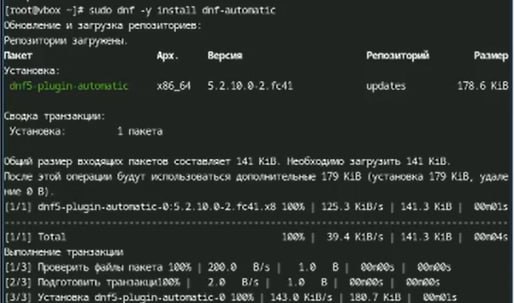 [root@vbox ~]# sudo dnf -y install dnf-automatic
Обновление и загрузка репозиториев:
Репозитории загружены.
Пакет Арх. Версия Репозиторий Размер
Установка:
dnf5-plugin-automatic x86_64 5.2.10.0-2.fc41 updates 178.6 KiB
Сводка транзакции:
Установка: 1 пакета
Общий размер входящих пакетов составляет 141 KiB. Необходимо загрузить 141 KiB.
После этой операции будут использоваться дополнительные 179 KiB (установка 179 KiB, удале
ние 0 B).
[1/1] dnf5-plugin-automatic-0:5.2.10.0-2.fc41.x8 100% | 125.3 KiB/s | 141.3 KiB | 00m01s
--------------------------------------------------------------------------------
[1/1] Total 100% | 39.4 KiB/s | 141.3 KiB | 00m04s
Выполнение транзакции
[1/3] Проверить файлы пакета 100% | 200.0 B/s | 1.0 B | 00m00s | 00m00s
[2/3] Подготовить транзакци100% | 2.0 B/s | 1.0 B | 00m00s | 00m00s
[3/3] Установка dnf5-plugin-automatic-0 100% | 143.0 KiB/s | 180.7 KiB | 00m01s